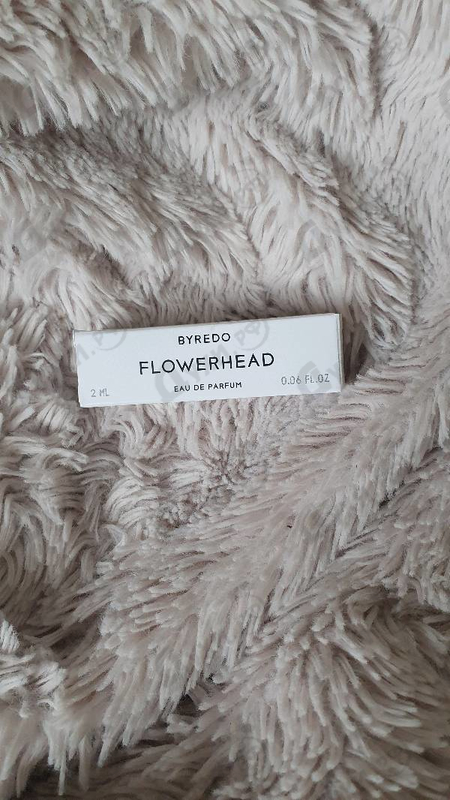 BYREDO
FLOWERHEAD
EAU DE PARFUM
2 ML
0.06 FL.OZ